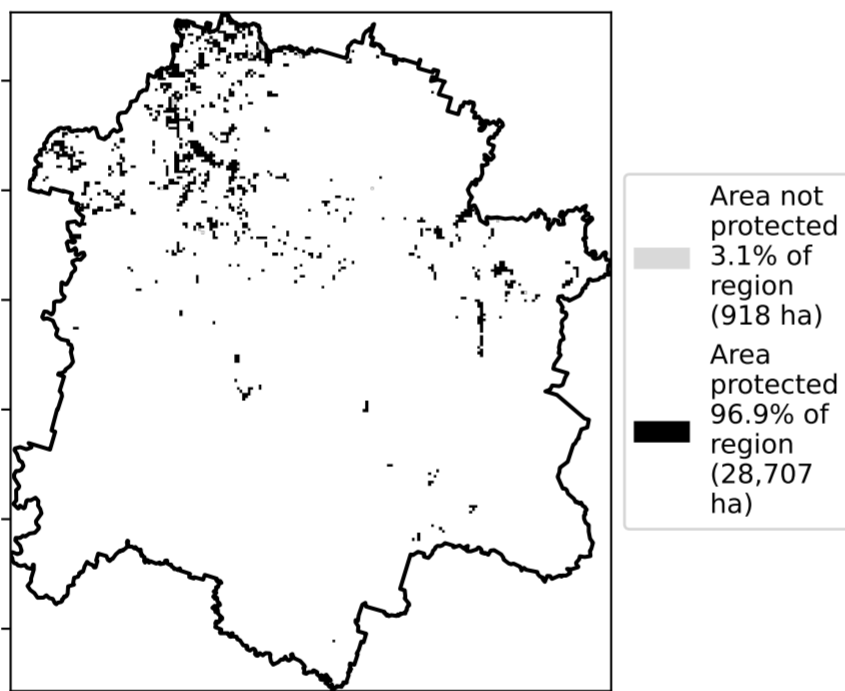 Area not
protected
3.1% of
region
(918 ha)
Area
protected
96.9% of
region
(28,707
ha)